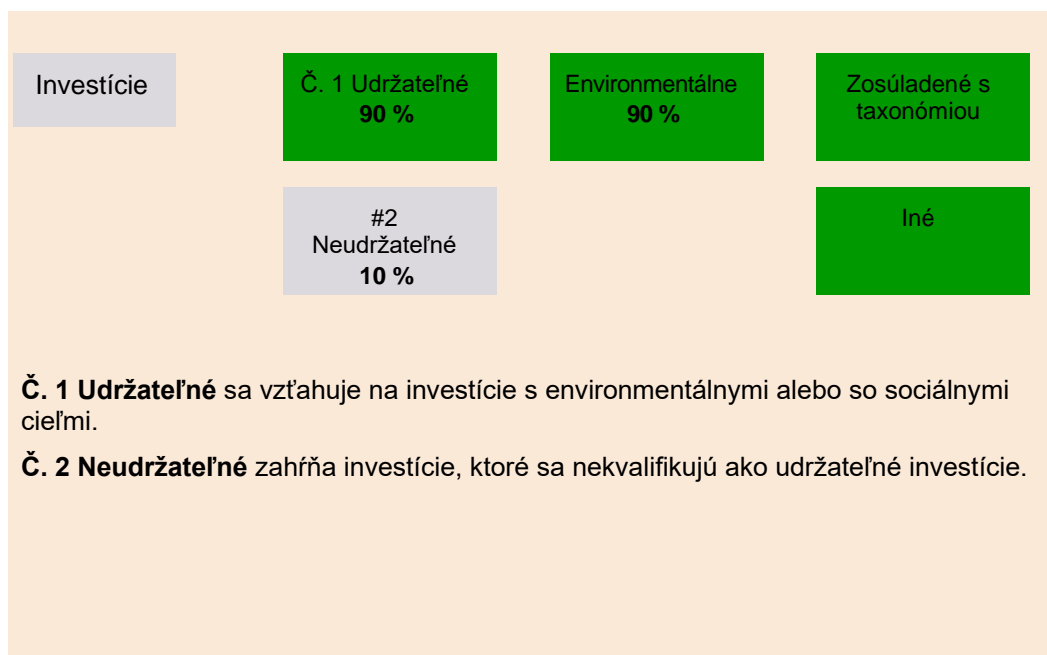 Investície
Č. 1 Udržateľné
90 %
Environmentálne
90 %
Zosúladené s
taxonómiou
#2
Neudržateľné
10 %
Iné
Č. 1 Udržateľné sa vzťahuje na investície s environmentálnymi alebo so sociálnymi
cieľmi.
Č. 2 Neudržateľné zahŕňa investície, ktoré sa nekvalifikujú ako udržateľné investície.